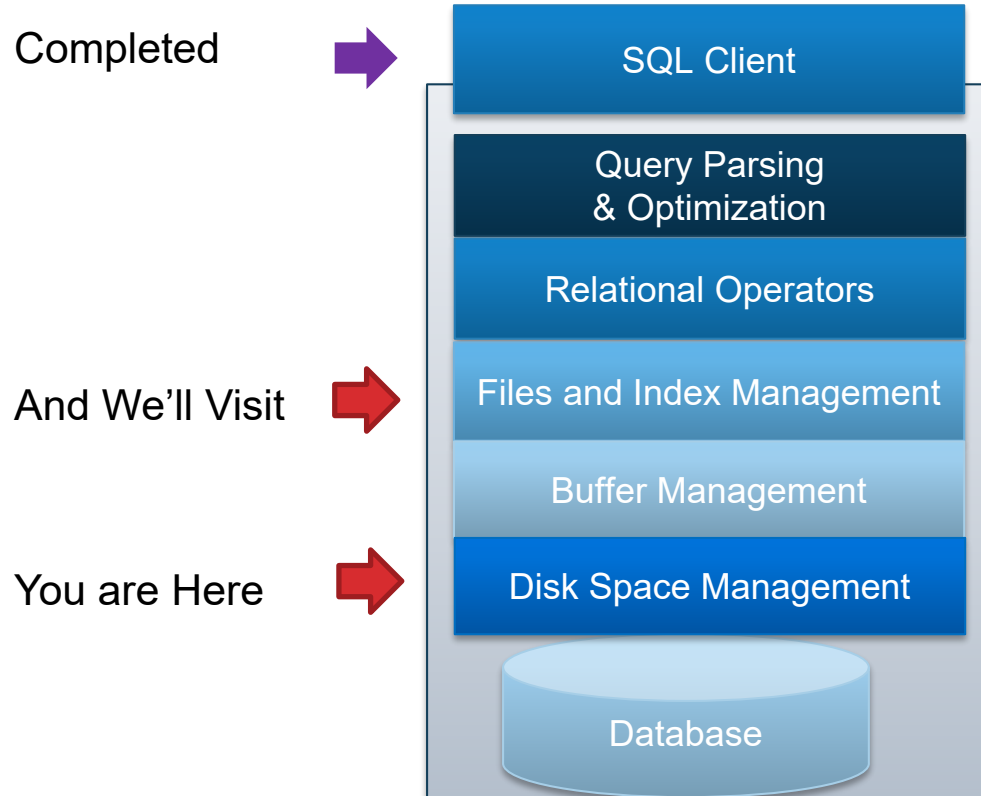 Completed
SQL Client
Query Parsing
& Optimization
Relational Operators
And We’ll Visit
Files and Index Management
Buffer Management
You are Here
Disk Space Management
Database